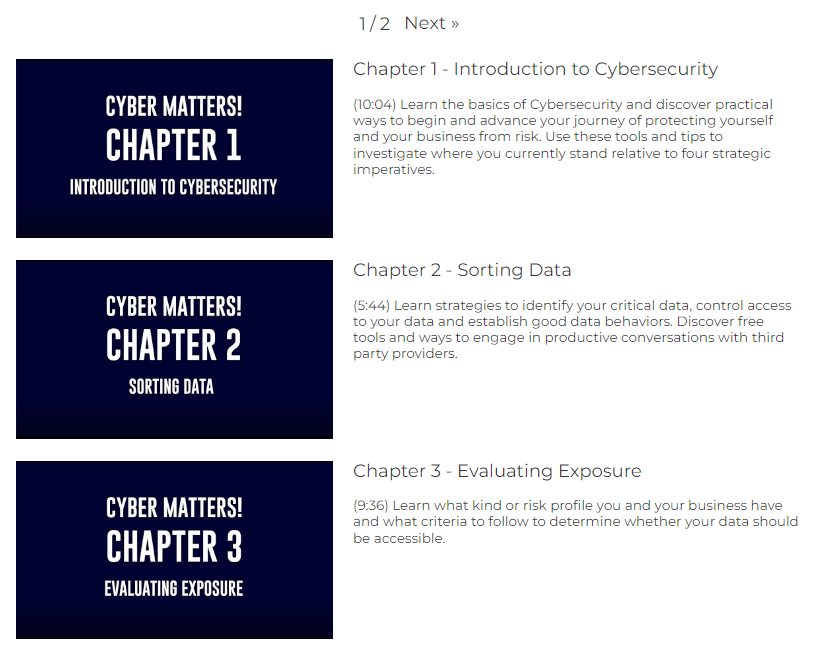 1 / 2 Next »
CYBER MATTERS!
CHAPTER 1
INTRODUCTION TO CYBERSECURITY
Chapter 1 - Introduction to Cybersecurity
(10:04) Learn the basics of Cybersecurity and discover practical
ways to begin and advance your journey of protecting yourself
and your business from risk. Use these tools and tips to
investigate where you currently stand relative to four strategic
imperatives.
CYBER MATTERS!
CHAPTER 2
SORTING DATA
Chapter 2 - Sorting Data
(5:44) Learn strategies to identify your critical data, control access
to your data and establish good data behaviors. Discover free
tools and ways to engage in productive conversations with third
party providers.
CYBER MATTERS!
CHAPTER 3
EVALUATING EXPOSURE
Chapter 3 - Evaluating Exposure
(9:36) Learn what kind or risk profile you and your business have
and what criteria to follow to determine whether your data should
be accessible.